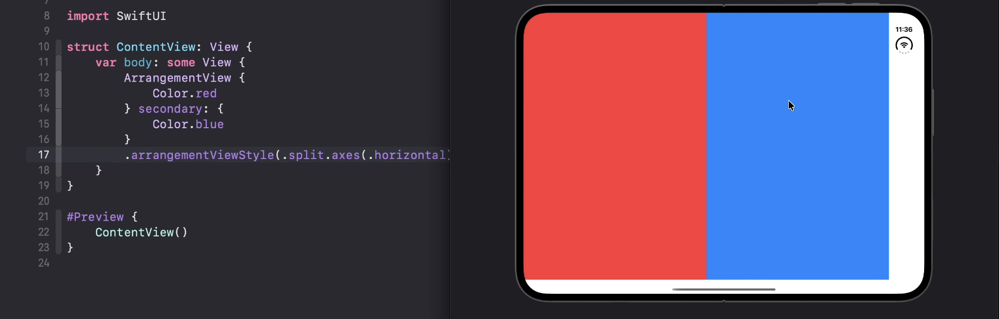 7
8 import SwiftUI
9
10 struct ContentView: View {
11 var body: some View {
12 ArrangementView {
13 Color.red
14 } secondary: {
15 Color.blue
16 }
17 .arrangementViewStyle(.split.axes(.horizontal)
18 }
19 }
20
21 #Preview {
22 ContentView()
23 }
24
11:36